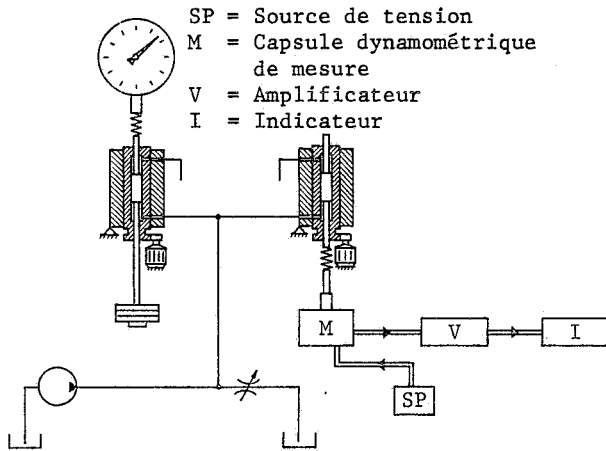 SP = Source de tension
M = Capsule dynamométrique
de mesure
V = Amplificateur
I = Indicateur
M
V
I
SP